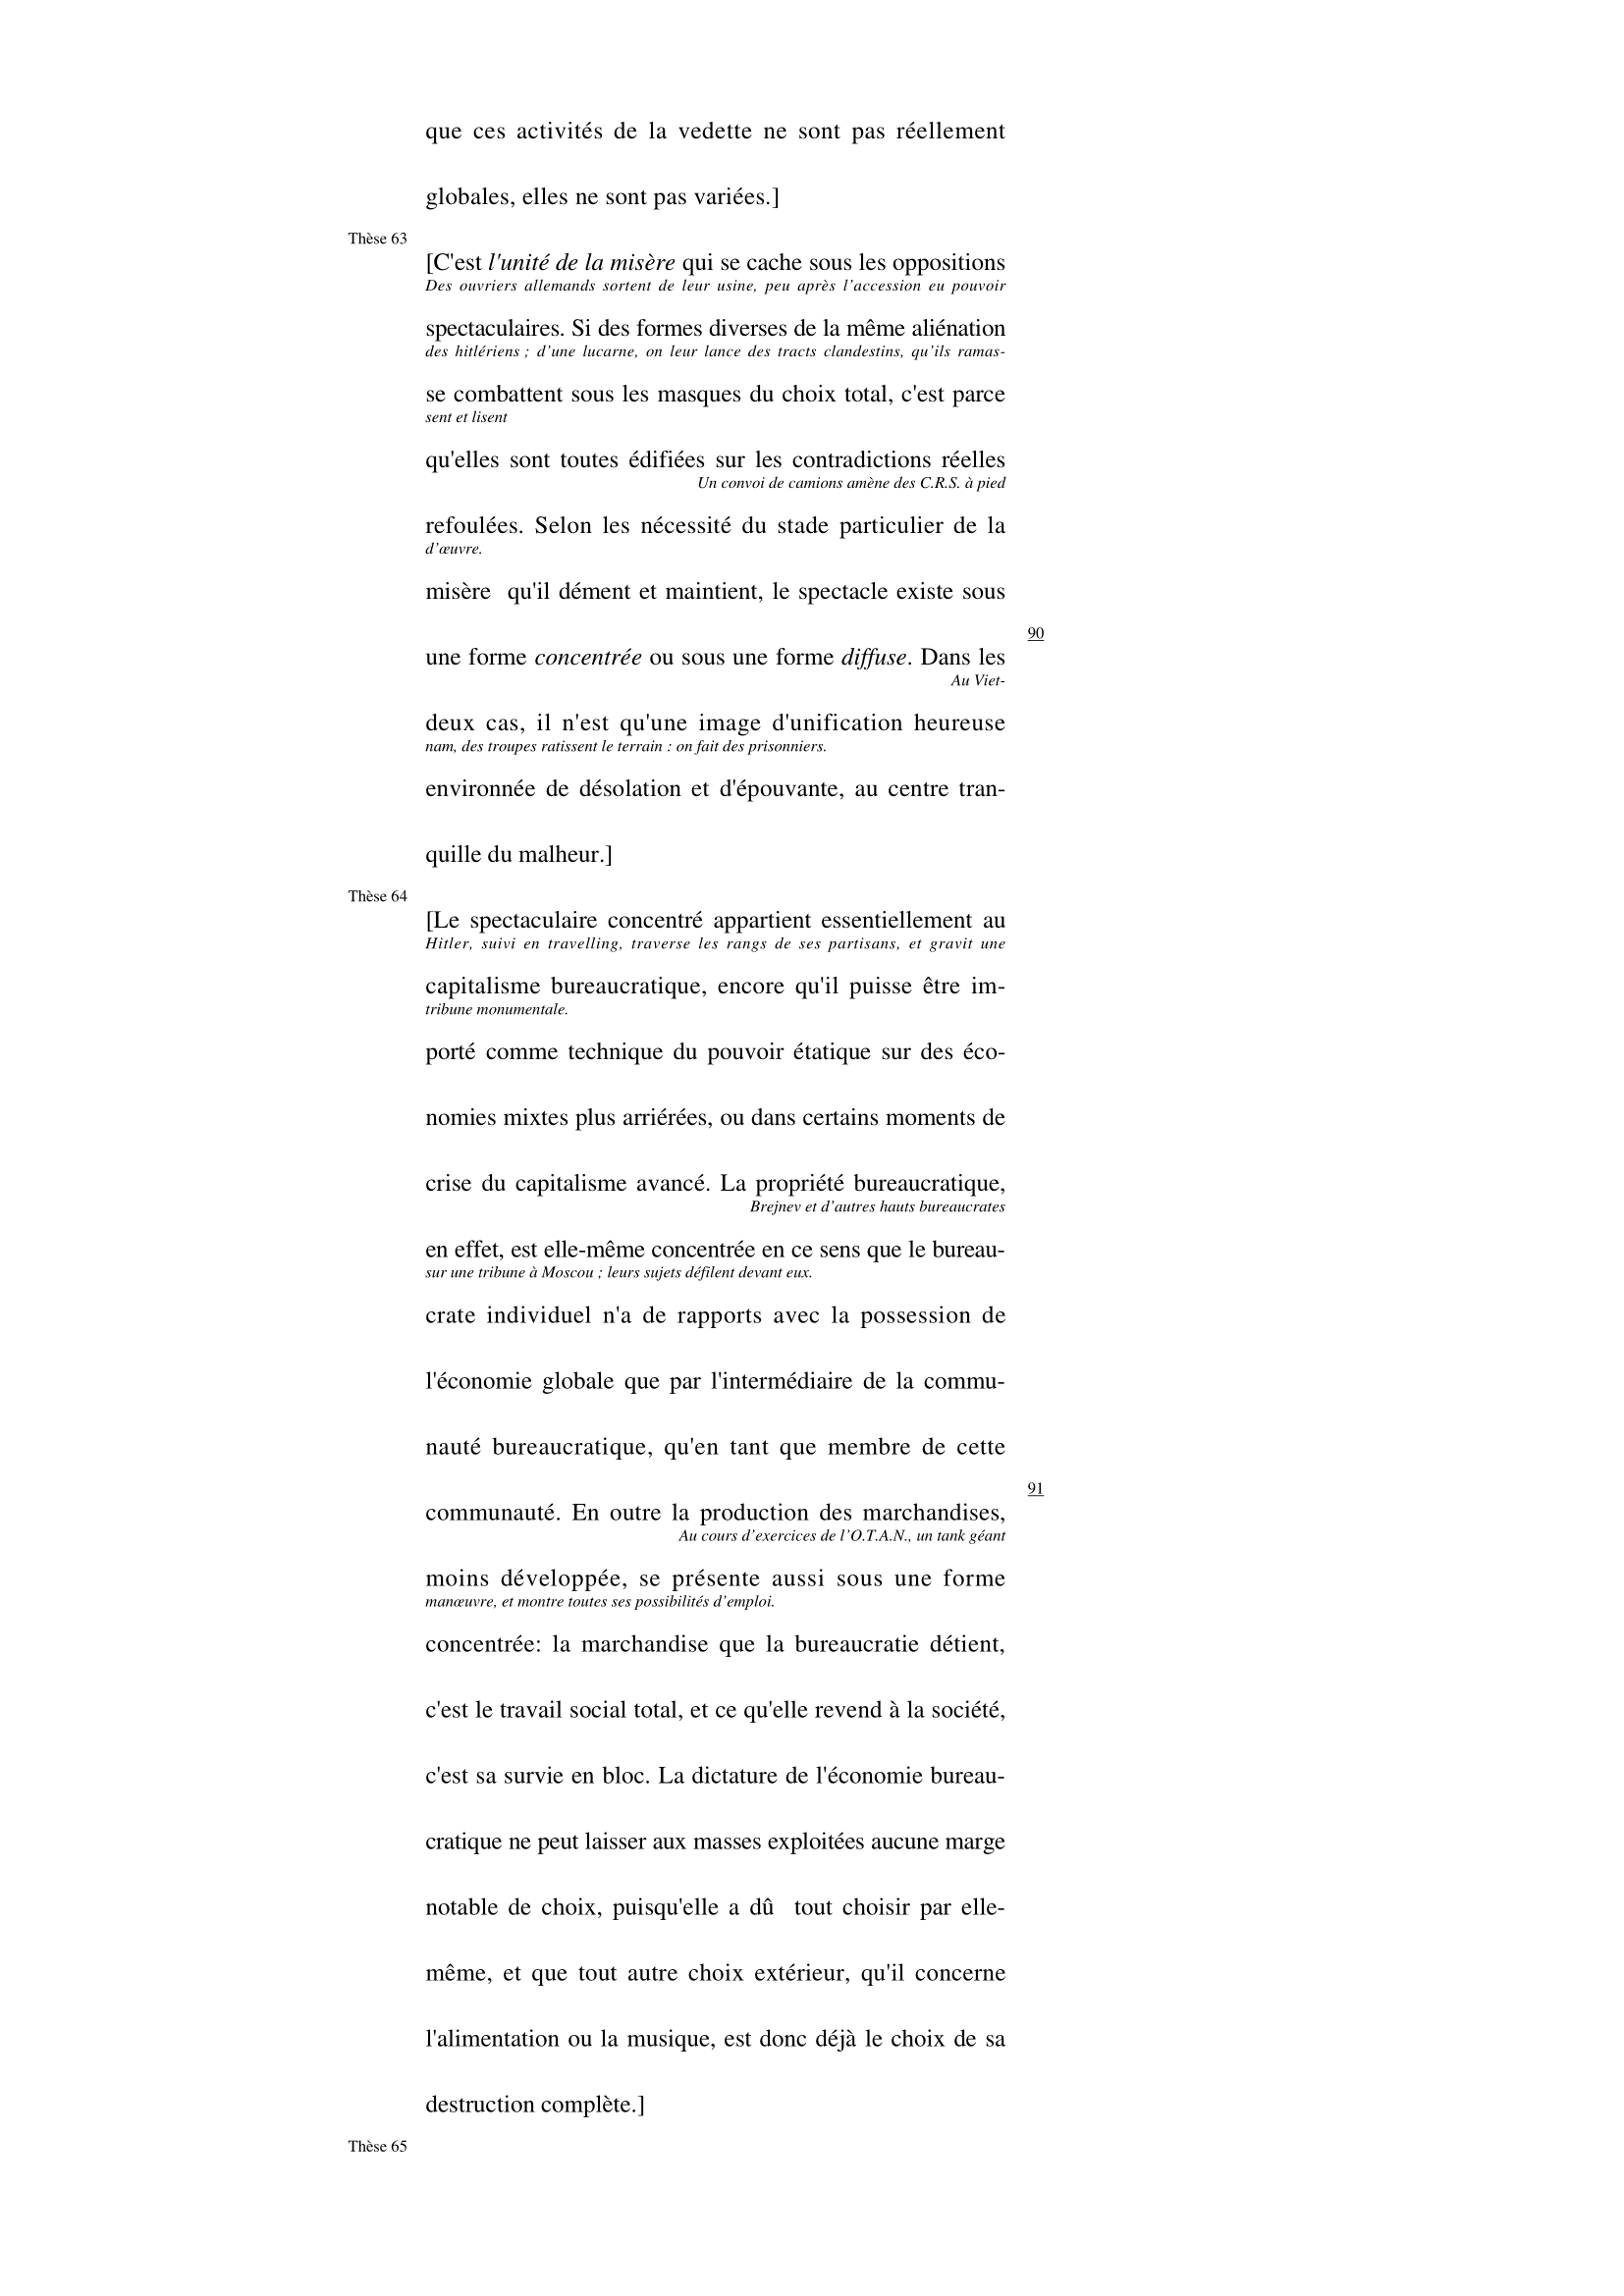 que ces activités de la vedette ne sont pas réellement
globales, elles ne sont pas variées.]
Thèse 63
[C'est l'unité de la misère qui se cache sous les oppositions
Des ouvriers allemands sortent de leur usine, peu après l’accession eu pouvoir
spectaculaires. Si des formes diverses de la même aliénation
des hitlériens ; d’une lucarne, on leur lance des tracts clandestins, qu’ils ramas-
se combattent sous les masques du choix total, c'est parce
sent et lisent
qu'elles sont toutes édifiées sur les contradictions réelles
Un convoi de camions amène des C.R.S. à pied
refoulées. Selon les nécessité du stade particulier de la
d’œuvre.
misère qu'il dément et maintient, le spectacle existe sous
90
une forme concentrée ou sous une forme diffuse. Dans les
Au Viet-
deux cas, il n'est qu'une image d'unification heureuse
nam, des troupes ratissent le terrain : on fait des prisonniers.
environnée de désolation et d'épouvante, au centre tran-
quille du malheur.]
Thèse 64
[Le spectaculaire concentré appartient essentiellement au
Hitler, suivi en travelling, traverse les rangs de ses partisans, et gravit une
capitalisme bureaucratique, encore qu'il puisse être im-
tribune monumentale.
porté comme technique du pouvoir étatique sur des éco-
nomies mixtes plus arriérées, ou dans certains moments de
crise du capitalisme avancé. La propriété bureaucratique,
Brejnev et d’autres hauts bureaucrates
en effet, est elle-même concentrée en ce sens que le bureau-
sur une tribune à Moscou ; leurs sujets défilent devant eux.
crate individuel n'a de rapports avec la possession de
l'économie globale que par l'intermédiaire de la commu-
nauté bureaucratique, qu'en tant que membre de cette
91
communauté. En outre la production des marchandises,
Au cours d’exercices de l’O.T.A.N., un tank géant
moins développée, se présente aussi sous une forme
manœuvre, et montre toutes ses possibilités d’emploi.
concentrée: la marchandise que la bureaucratie détient,
c'est le travail social total, et ce qu'elle revend à la société,
c'est sa survie en bloc. La dictature de l'économie bureau-
cratique ne peut laisser aux masses exploitées aucune marge
notable de choix, puisqu'elle a dû tout choisir par elle-
même, et que tout autre choix extérieur, qu'il concerne
l'alimentation ou la musique, est donc déjà le choix de sa
destruction complète.]
Thèse 65